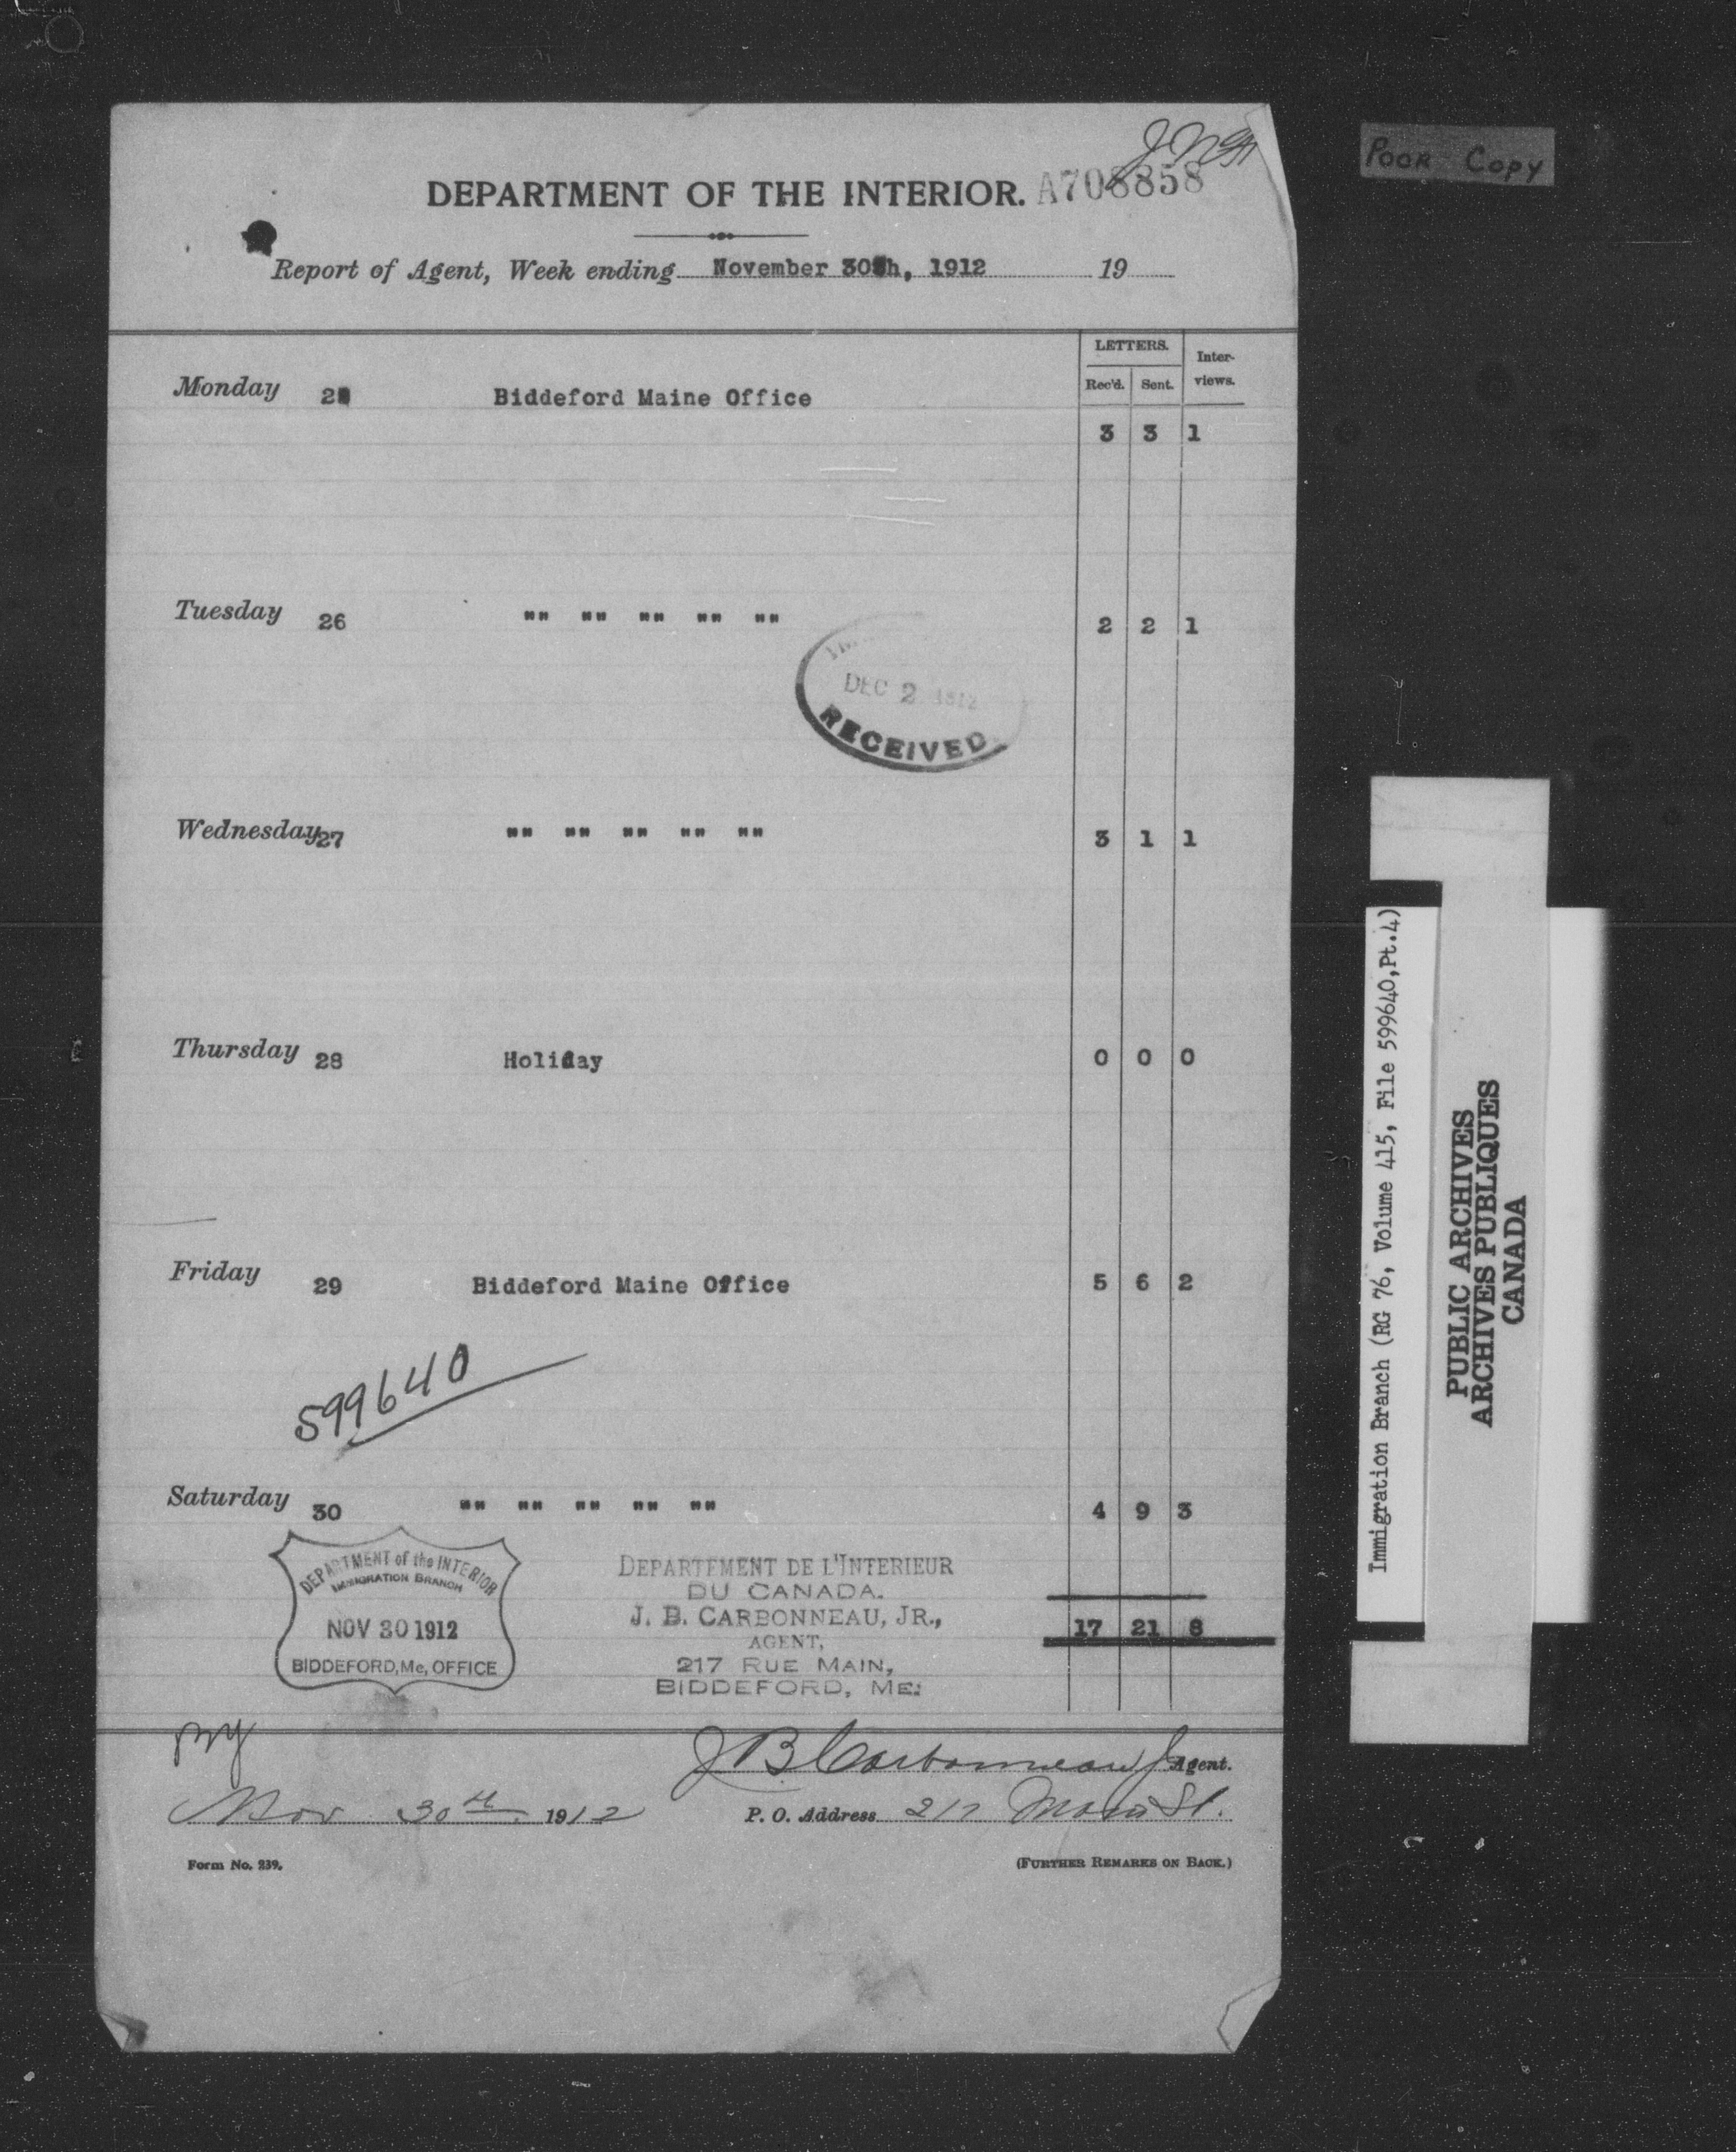 Poor Copy
A708858
DEPARTMENT OF THE INTERIOR.
Report of Agent, Week ending November 30th, 1912 19
LETTERS. Inter-views.
Rec'd. Sent.
Monday Biddeford Maine Office
3 3 1
Tuesday 26 "" "" "" "" "" 2 2 1
DEC 2 1912
RECEIVED
Wednesday 27 "" "" "" "" "" 3 1 1
Thursday 28 Holiday 0 0 0
Friday 29 Biddeford Maine Office 5 6 2
599640
Saturday 30 "" "" "" "" "" 4 9 3
DEPARTMENT of the INTERIOR
IMMIGRATION BRANCH
NOV 30 1912
BIDDEFORD, Me, OFFICE
DEPARTEMENT DE L'INTERIEUR
DU CANADA.
J. B. CARBONNEAU, JR.,
AGENT,
217 RUE MAIN,
BIDDEFORD, ME.
17 21 8
J B Carbonneau Jr Agent.
Nov 30th 1912 P. O. Address 217 Main St.
Form No. 239. (FURTHER REMARKS ON BACK.)
Immigration Branch (RG 76, Volume 415, File 599640,Pt.4)
PUBLIC ARCHIVES
ARCHIVES PUBLIQUES
CANADA